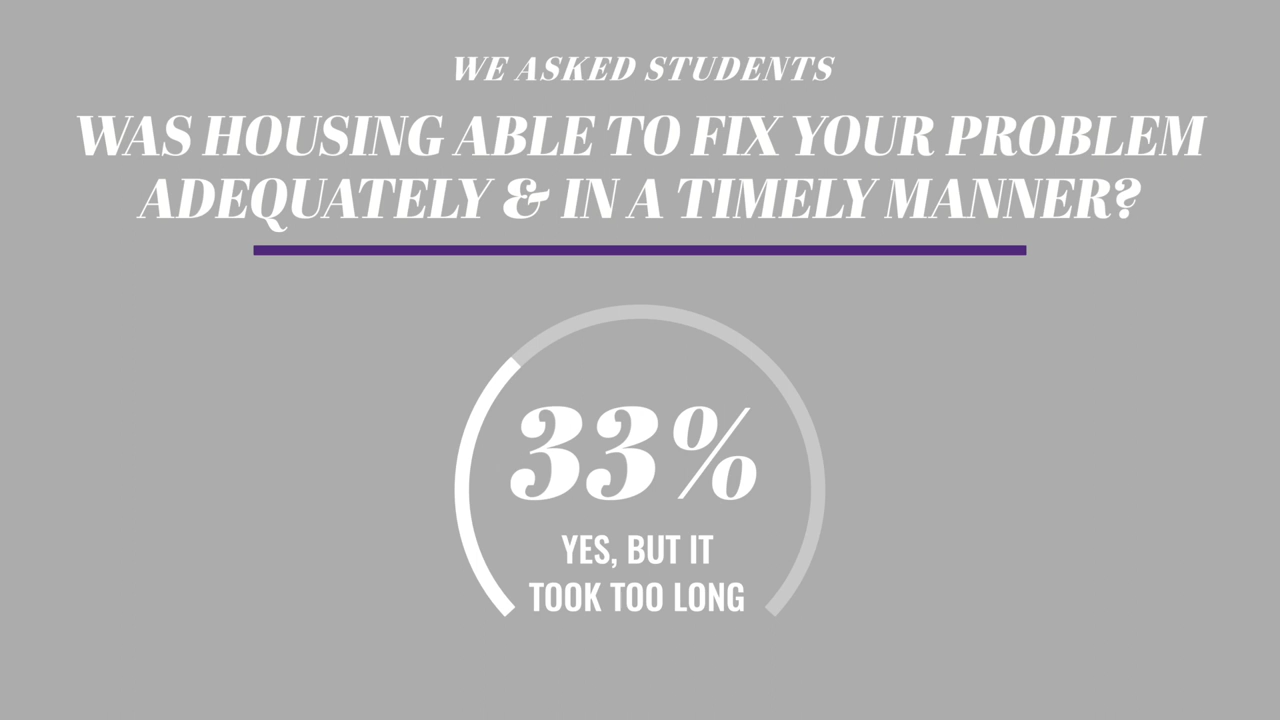 WE ASKED STUDENTS
WAS HOUSING ABLE TO FIX YOUR PROBLEM
ADEQUATELY & IN A TIMELY MANNER?
33%
YES, BUT IT
TOOK TOO LONG